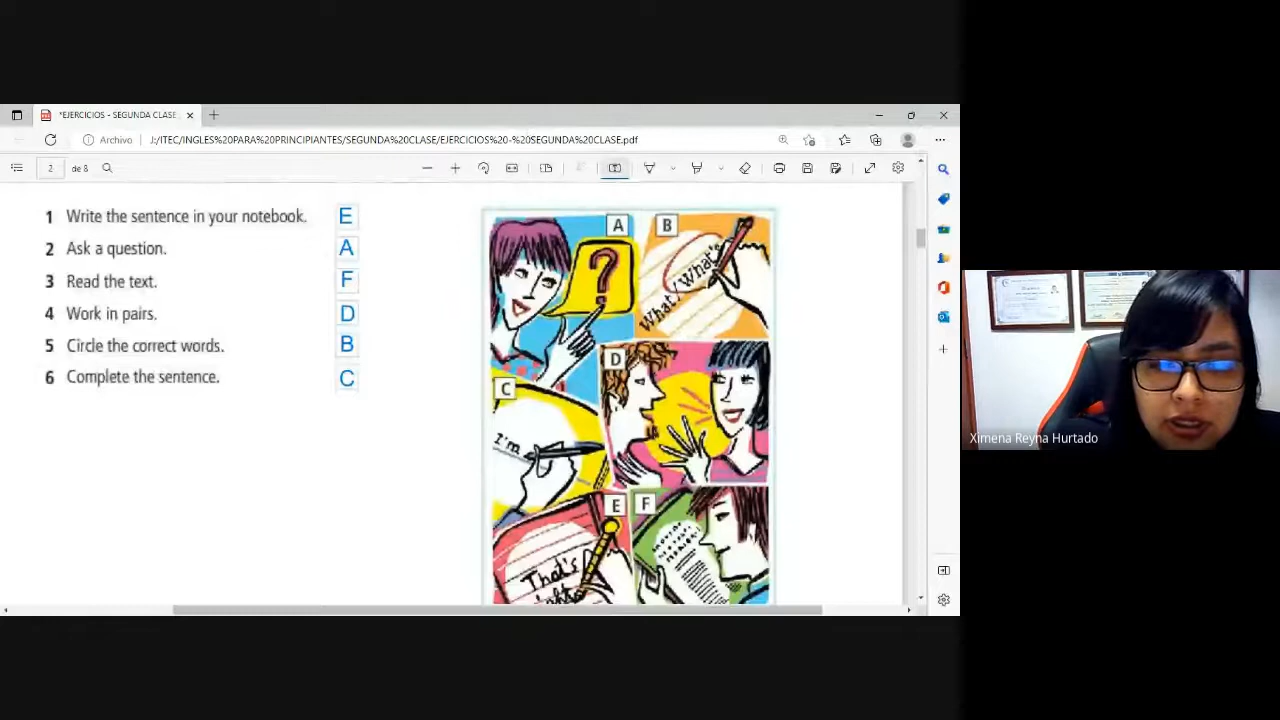 *EJERCICIOS - SEGUNDA CLASE
Archivo
J:/ITEC/INGLES%20PARA%20PRINCIPIANTES/SEGUNDA%20CLASE/EJERCICIOS%20-%20SEGUNDA%20CLASE.pdf
2 de 8
1 Write the sentence in your notebook. E
2 Ask a question. A
3 Read the text. F
4 Work in pairs. D
5 Circle the correct words. B
6 Complete the sentence. C
A
?
B
What / What's
C
I'm
D
E
That's
F
Ximena Reyna Hurtado